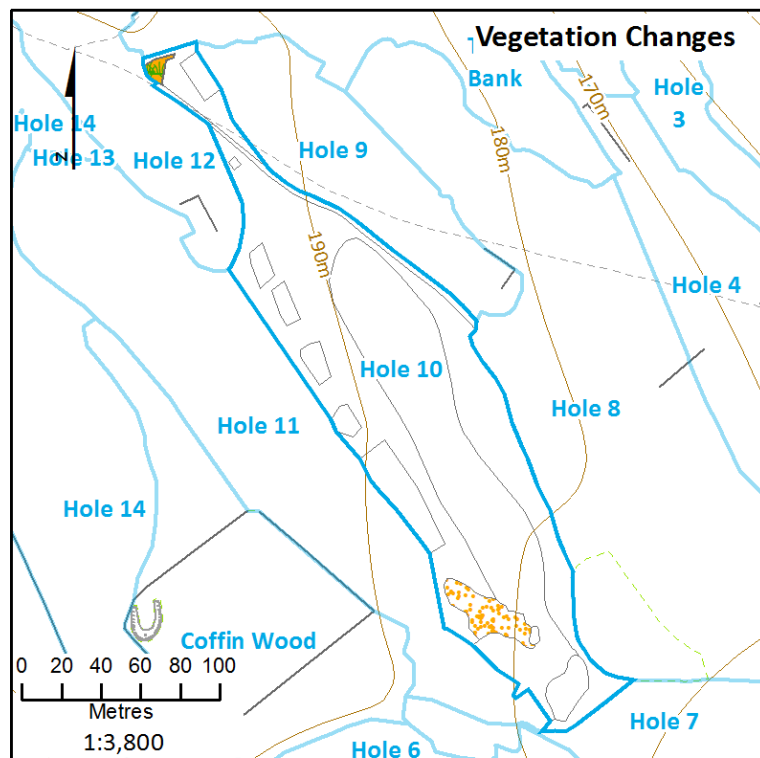 Vegetation Changes
Bank
170m
Hole
3
Hole 14
180m
Hole 13
Hole 12
Hole 9
N
190m
Hole 4
Hole 10
Hole 8
Hole 11
Hole 14
Coffin Wood
0 20 40 60 80 100
Metres
1:3,800
Hole 7
Hole 6